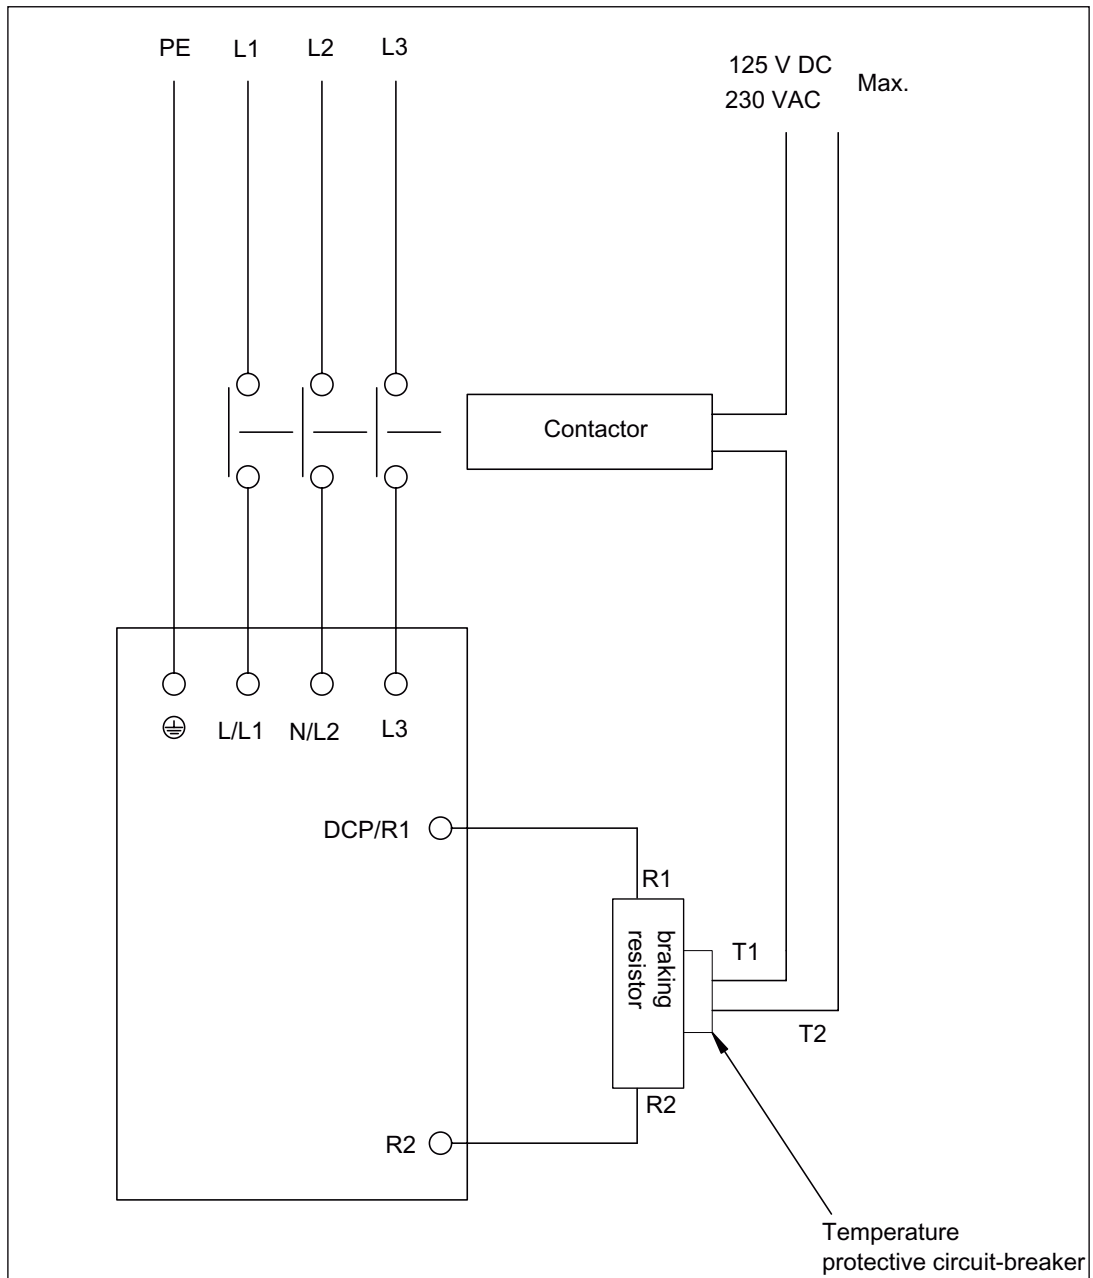 PE
L1
L2
L3
125 V DC
230 VAC
Max.
Contactor
L/L1
N/L2
L3
DCP/R1
R1
braking
resistor
T1
T2
R2
R2
Temperature
protective circuit-breaker